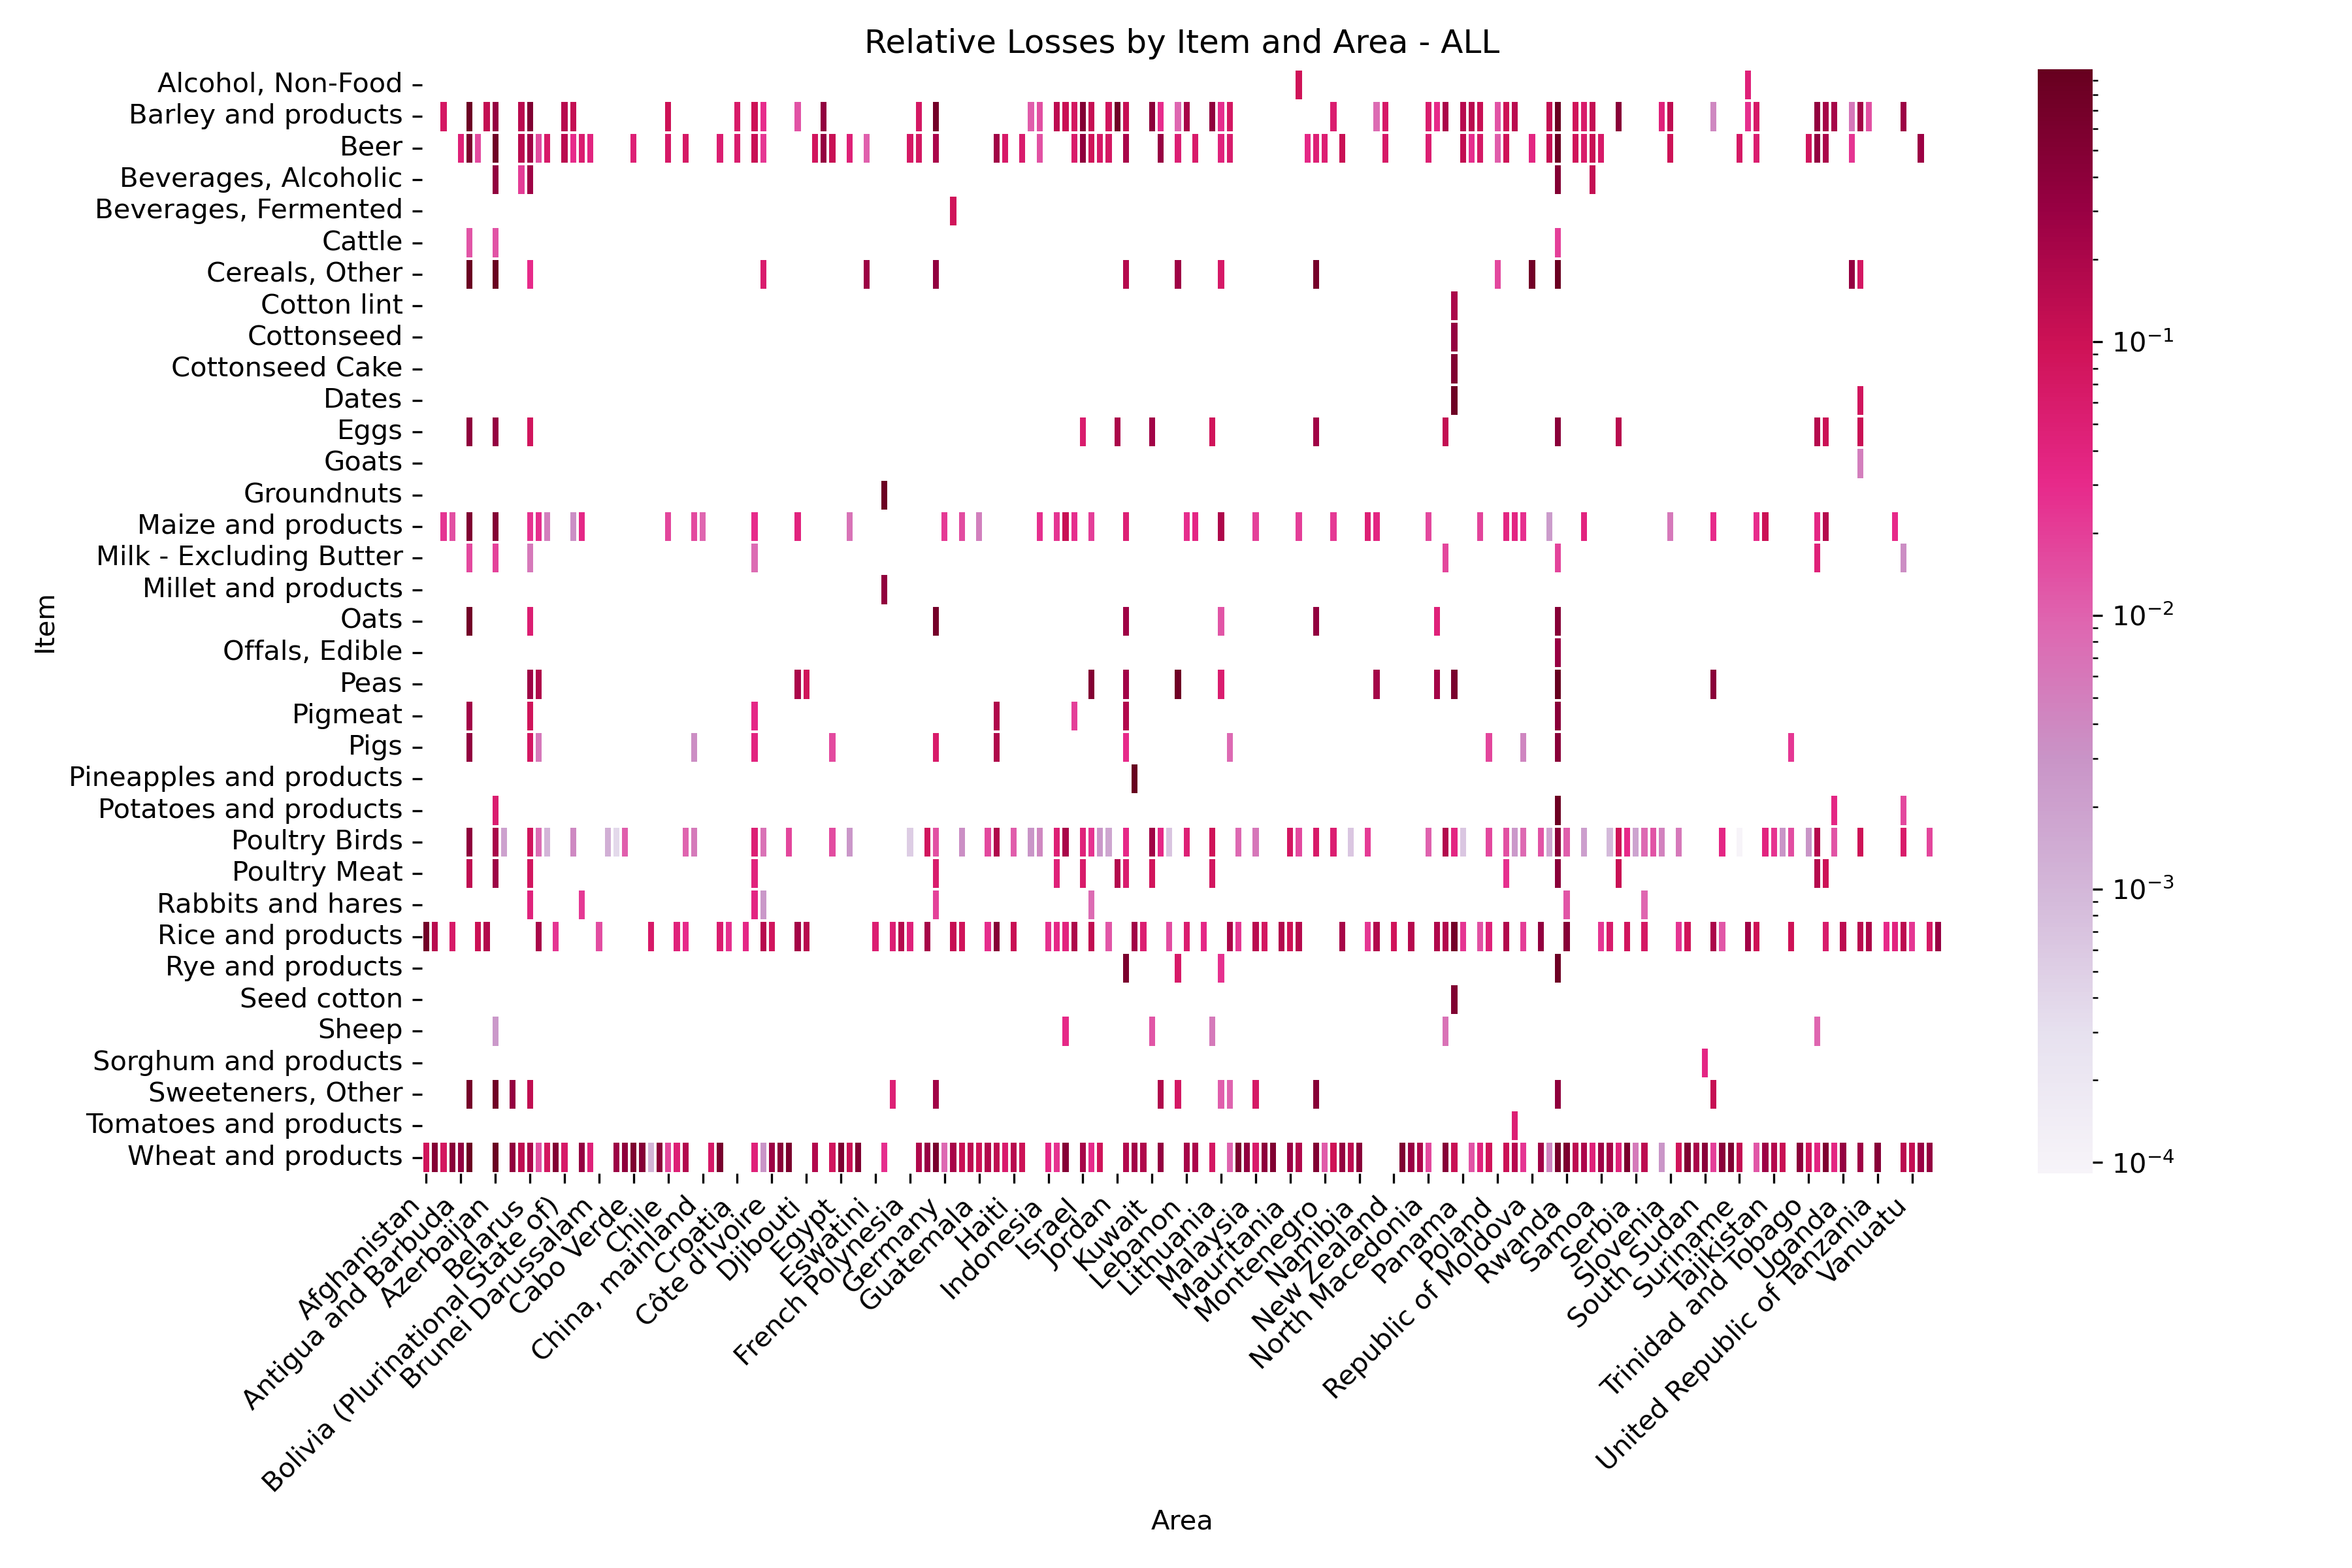 Relative Losses by Item and Area - ALL
Item
Alcohol, Non-Food
Barley and products
Beer
Beverages, Alcoholic
Beverages, Fermented
Cattle
Cereals, Other
Cotton lint
Cottonseed
Cottonseed Cake
Dates
Eggs
Goats
Groundnuts
Maize and products
Milk - Excluding Butter
Millet and products
Oats
Offals, Edible
Peas
Pigmeat
Pigs
Pineapples and products
Potatoes and products
Poultry Birds
Poultry Meat
Rabbits and hares
Rice and products
Rye and products
Seed cotton
Sheep
Sorghum and products
Sweeteners, Other
Tomatoes and products
Wheat and products
Afghanistan
Antigua and Barbuda
Azerbaijan
Belarus
Bolivia (Plurinational State of)
Brunei Darussalam
Cabo Verde
Chile
China, mainland
Croatia
Côte d'Ivoire
Djibouti
Egypt
Eswatini
French Polynesia
Germany
Guatemala
Haiti
Indonesia
Israel
Jordan
Kuwait
Lebanon
Lithuania
Malaysia
Mauritania
Montenegro
Namibia
New Zealand
North Macedonia
Panama
Poland
Republic of Moldova
Rwanda
Samoa
Serbia
Slovenia
South Sudan
Suriname
Tajikistan
Trinidad and Tobago
Uganda
United Republic of Tanzania
Vanuatu
Area
10⁻¹
10⁻²
10⁻³
10⁻⁴